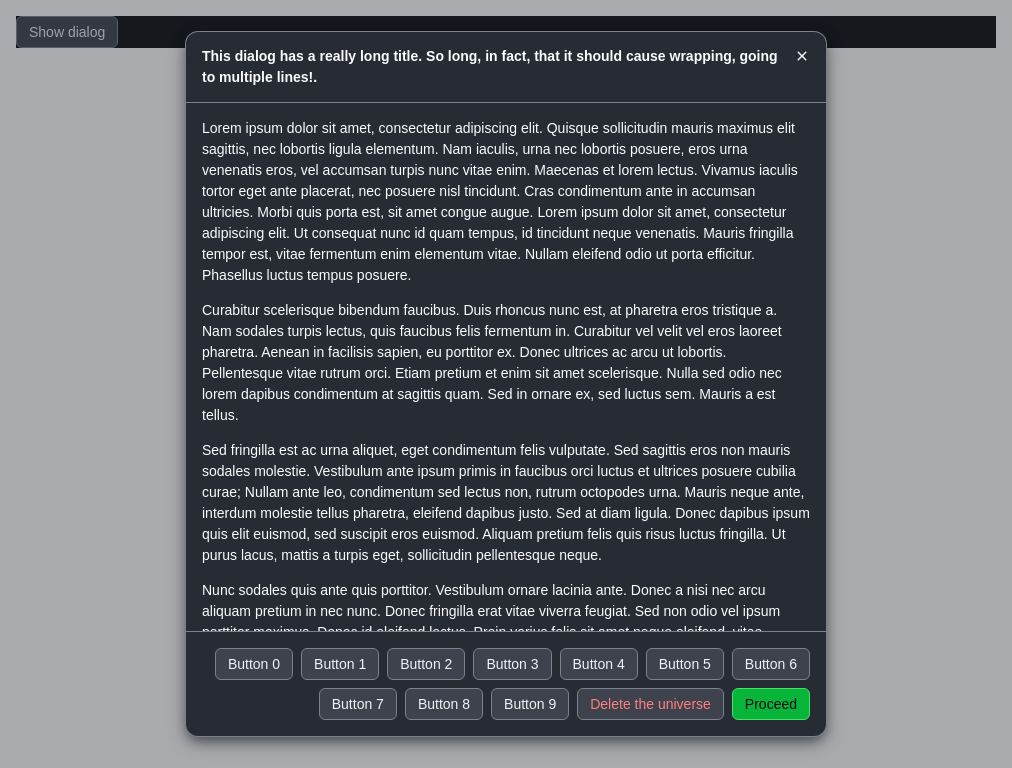 Show dialog
This dialog has a really long title. So long, in fact, that it should cause wrapping, going
to multiple lines!.
✕
Lorem ipsum dolor sit amet, consectetur adipiscing elit. Quisque sollicitudin mauris maximus elit
sagittis, nec lobortis ligula elementum. Nam iaculis, urna nec lobortis posuere, eros urna
venenatis eros, vel accumsan turpis nunc vitae enim. Maecenas et lorem lectus. Vivamus iaculis
tortor eget ante placerat, nec posuere nisl tincidunt. Cras condimentum ante in accumsan
ultricies. Morbi quis porta est, sit amet congue augue. Lorem ipsum dolor sit amet, consectetur
adipiscing elit. Ut consequat nunc id quam tempus, id tincidunt neque venenatis. Mauris fringilla
tempor est, vitae fermentum enim elementum vitae. Nullam eleifend odio ut porta efficitur.
Phasellus luctus tempus posuere.
Curabitur scelerisque bibendum faucibus. Duis rhoncus nunc est, at pharetra eros tristique a.
Nam sodales turpis lectus, quis faucibus felis fermentum in. Curabitur vel velit vel eros laoreet
pharetra. Aenean in facilisis sapien, eu porttitor ex. Donec ultrices ac arcu ut lobortis.
Pellentesque vitae rutrum orci. Etiam pretium et enim sit amet scelerisque. Nulla sed odio nec
lorem dapibus condimentum at sagittis quam. Sed in ornare ex, sed luctus sem. Mauris a est
tellus.
Sed fringilla est ac urna aliquet, eget condimentum felis vulputate. Sed sagittis eros non mauris
sodales molestie. Vestibulum ante ipsum primis in faucibus orci luctus et ultrices posuere cubilia
curae; Nullam ante leo, condimentum sed lectus non, rutrum octopodes urna. Mauris neque ante,
interdum molestie tellus pharetra, eleifend dapibus justo. Sed at diam ligula. Donec dapibus ipsum
quis elit euismod, sed suscipit eros euismod. Aliquam pretium felis quis risus luctus fringilla. Ut
purus lacus, mattis a turpis eget, sollicitudin pellentesque neque.
Nunc sodales quis ante quis porttitor. Vestibulum ornare lacinia ante. Donec a nisi nec arcu
aliquam pretium in nec nunc. Donec fringilla erat vitae viverra feugiat. Sed non odio vel ipsum
porttitor maximus. Donec id eleifend lectus. Proin varius felis sit amet neque eleifend, vitae
Button 0 Button 1 Button 2 Button 3 Button 4 Button 5 Button 6
Button 7 Button 8 Button 9 Delete the universe Proceed